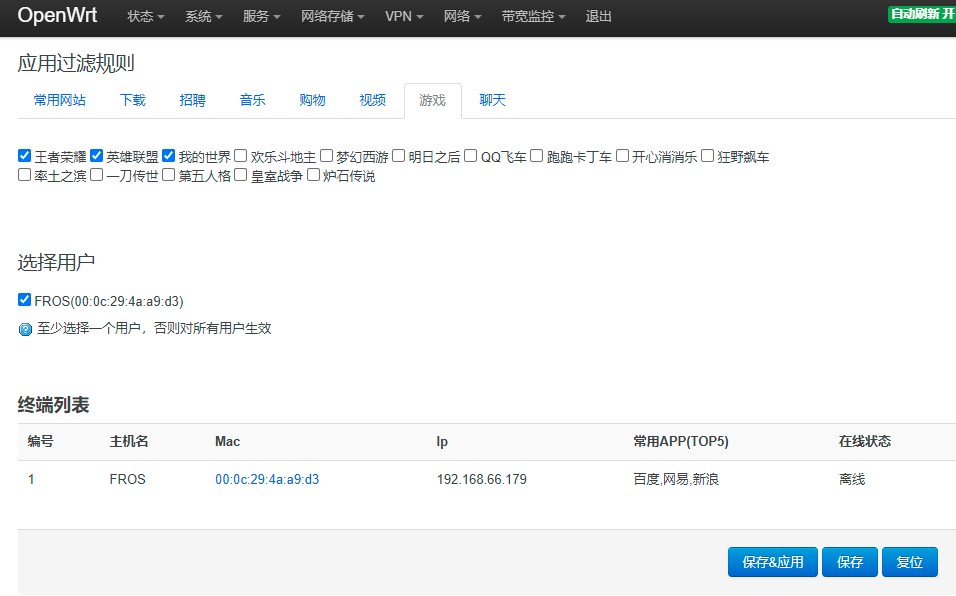 OpenWrt 状态 系统 服务 网络存储 VPN 网络 带宽监控 退出 自动刷新 开
应用过滤规则
常用网站 下载 招聘 音乐 购物 视频 游戏 聊天
王者荣耀 英雄联盟 我的世界 欢乐斗地主 梦幻西游 明日之后 QQ飞车 跑跑卡丁车 开心消消乐 狂野飙车
率土之滨 一刀传世 第五人格 皇室战争 炉石传说
选择用户
FROS(00:0c:29:4a:a9:d3)
至少选择一个用户，否则对所有用户生效
终端列表
编号 主机名 Mac Ip 常用APP(TOP5) 在线状态
1 FROS 00:0c:29:4a:a9:d3 192.168.66.179 百度,网易,新浪 离线
保存&应用 保存 复位